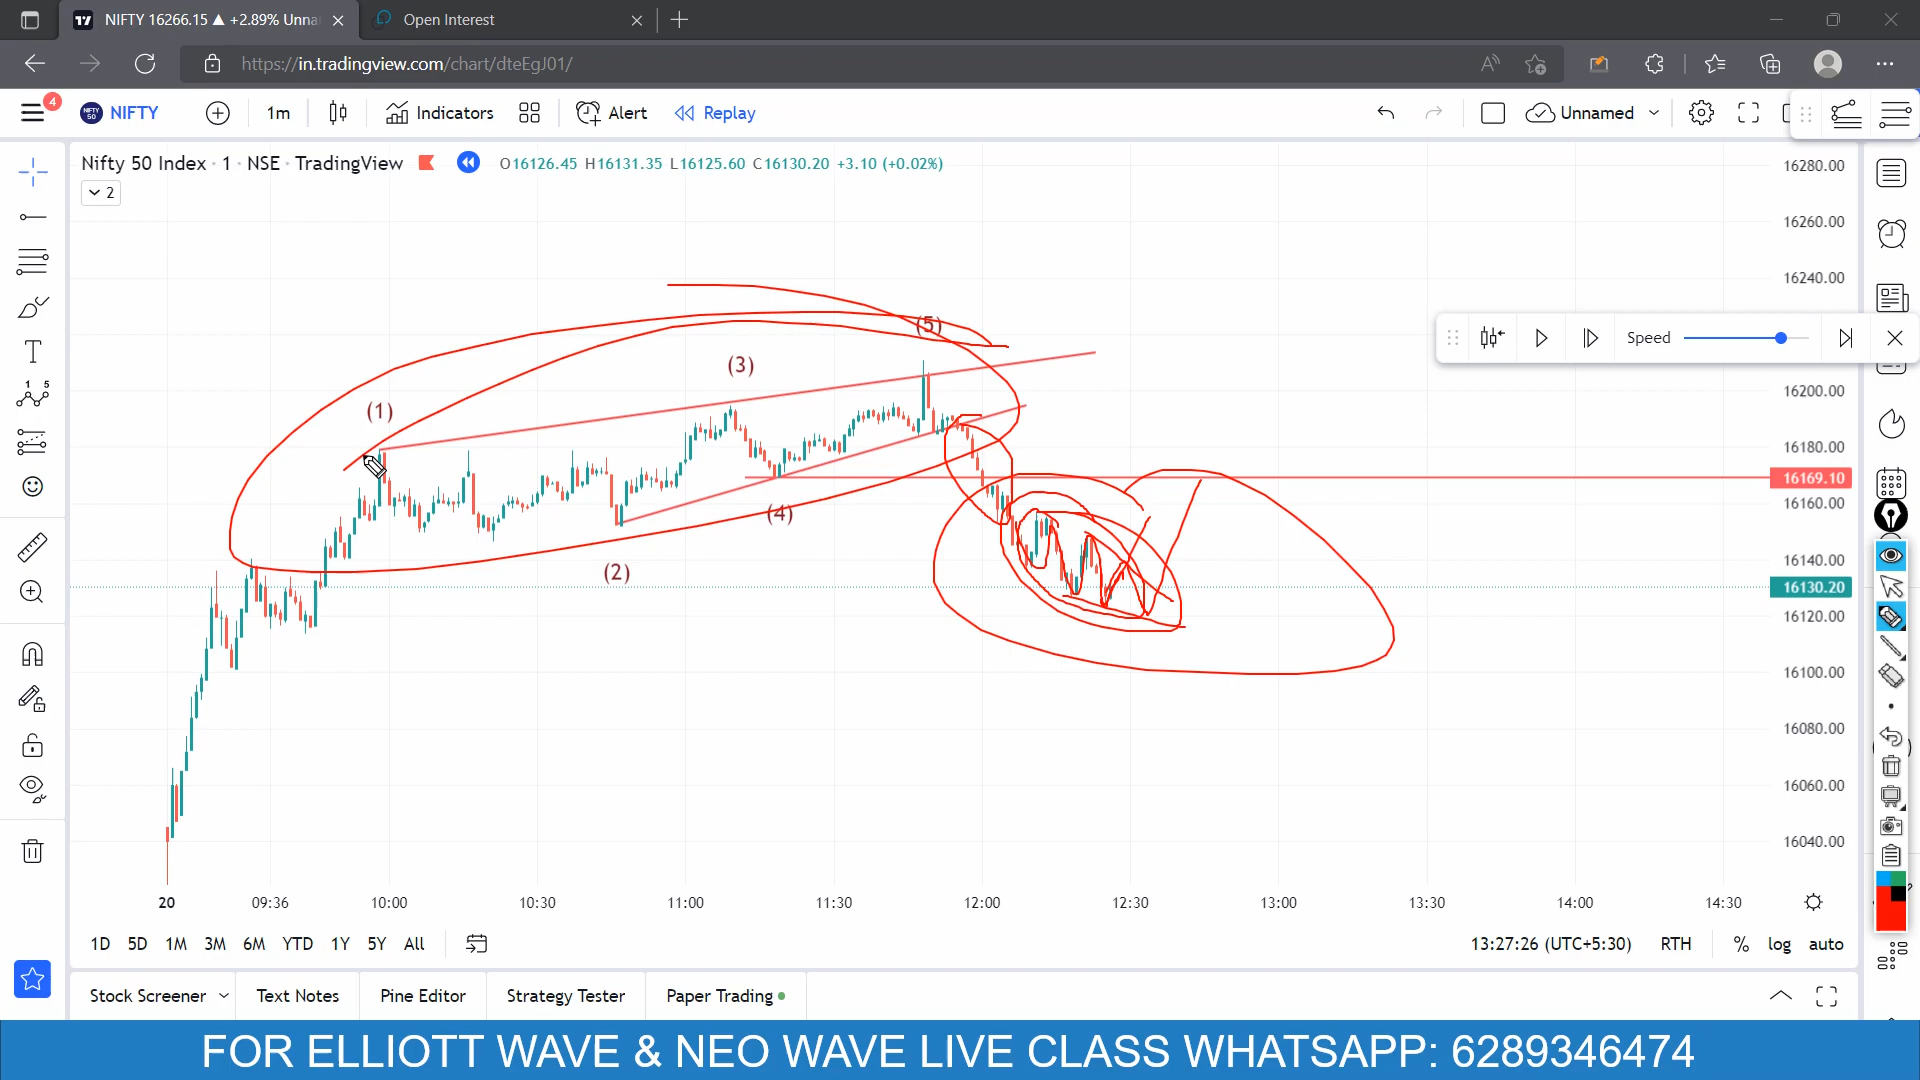 NIFTY 16266.15 ▲ +2.89% Unna
Open Interest
https://in.tradingview.com/chart/dteEgJ01/
4
NIFTY 50
NIFTY
1m
Indicators
Alert
Replay
Unnamed
Nifty 50 Index · 1 · NSE · TradingView
O16126.45 H16131.35 L16125.60 C16130.20 +3.10 (+0.02%)
2
16280.00
16260.00
16240.00
Speed
16200.00
16180.00
16169.10
16160.00
16140.00
16130.20
16120.00
16100.00
16080.00
16060.00
16040.00
(1)
(2)
(3)
(4)
(5)
1 5
20
09:36
10:00
10:30
11:00
11:30
12:00
12:30
13:00
13:30
14:00
14:30
1D 5D 1M 3M 6M YTD 1Y 5Y All
13:27:26 (UTC+5:30) RTH % log auto
Stock Screener
Text Notes
Pine Editor
Strategy Tester
Paper Trading
FOR ELLIOTT WAVE & NEO WAVE LIVE CLASS WHATSAPP: 6289346474